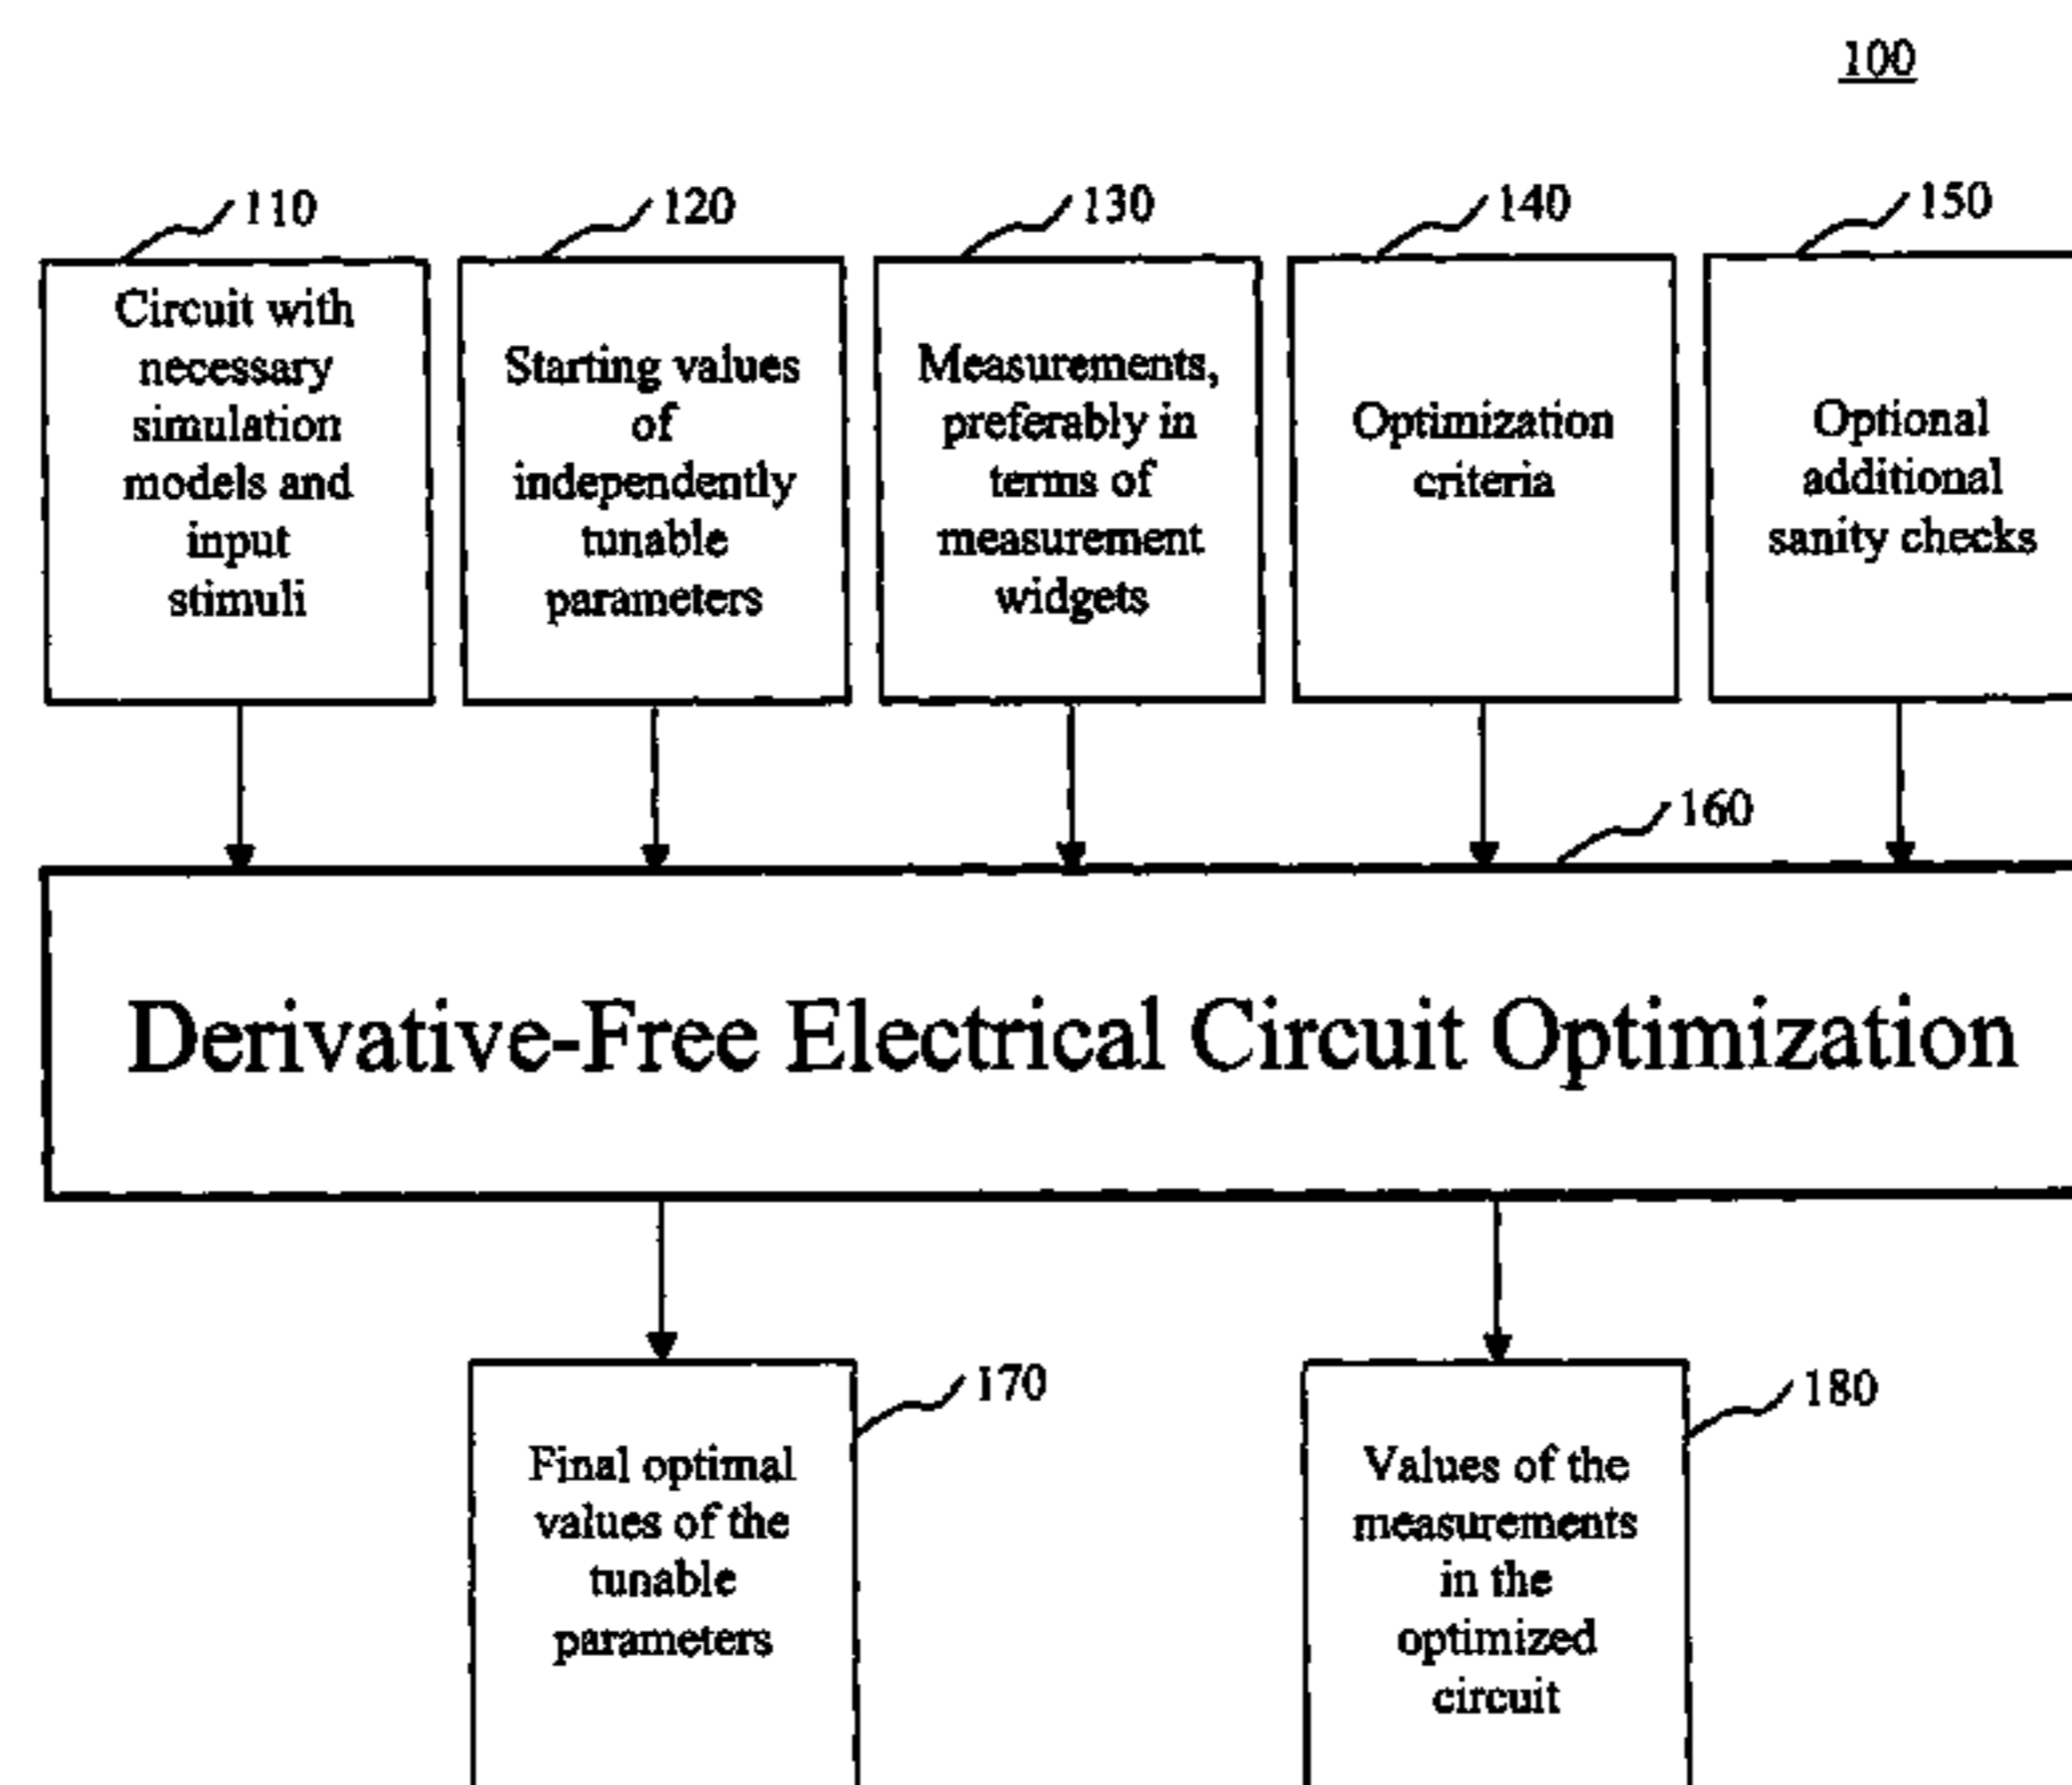 100
110
120
130
140
150
Circuit with
necessary
simulation
models and
input
stimuli
Starting values
of
independently
tunable
parameters
Measurements,
preferably in
terms of
measurement
widgets
Optimization
criteria
Optional
additional
sanity checks
160
Derivative-Free Electrical Circuit Optimization
170
180
Final optimal
values of the
tunable
parameters
Values of the
measurements
in the
optimized
circuit